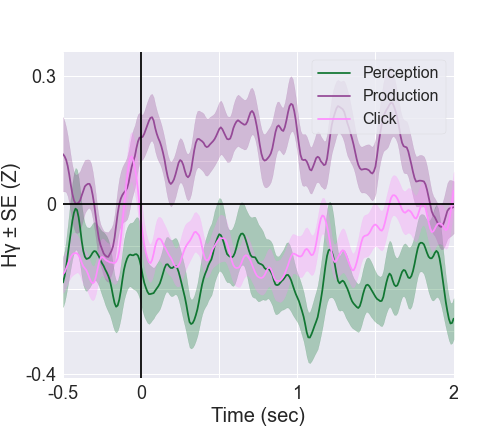 Hγ ± SE (Z)
0.3
0
-0.4
Perception
Production
Click
-0.5
0
1
2
Time (sec)